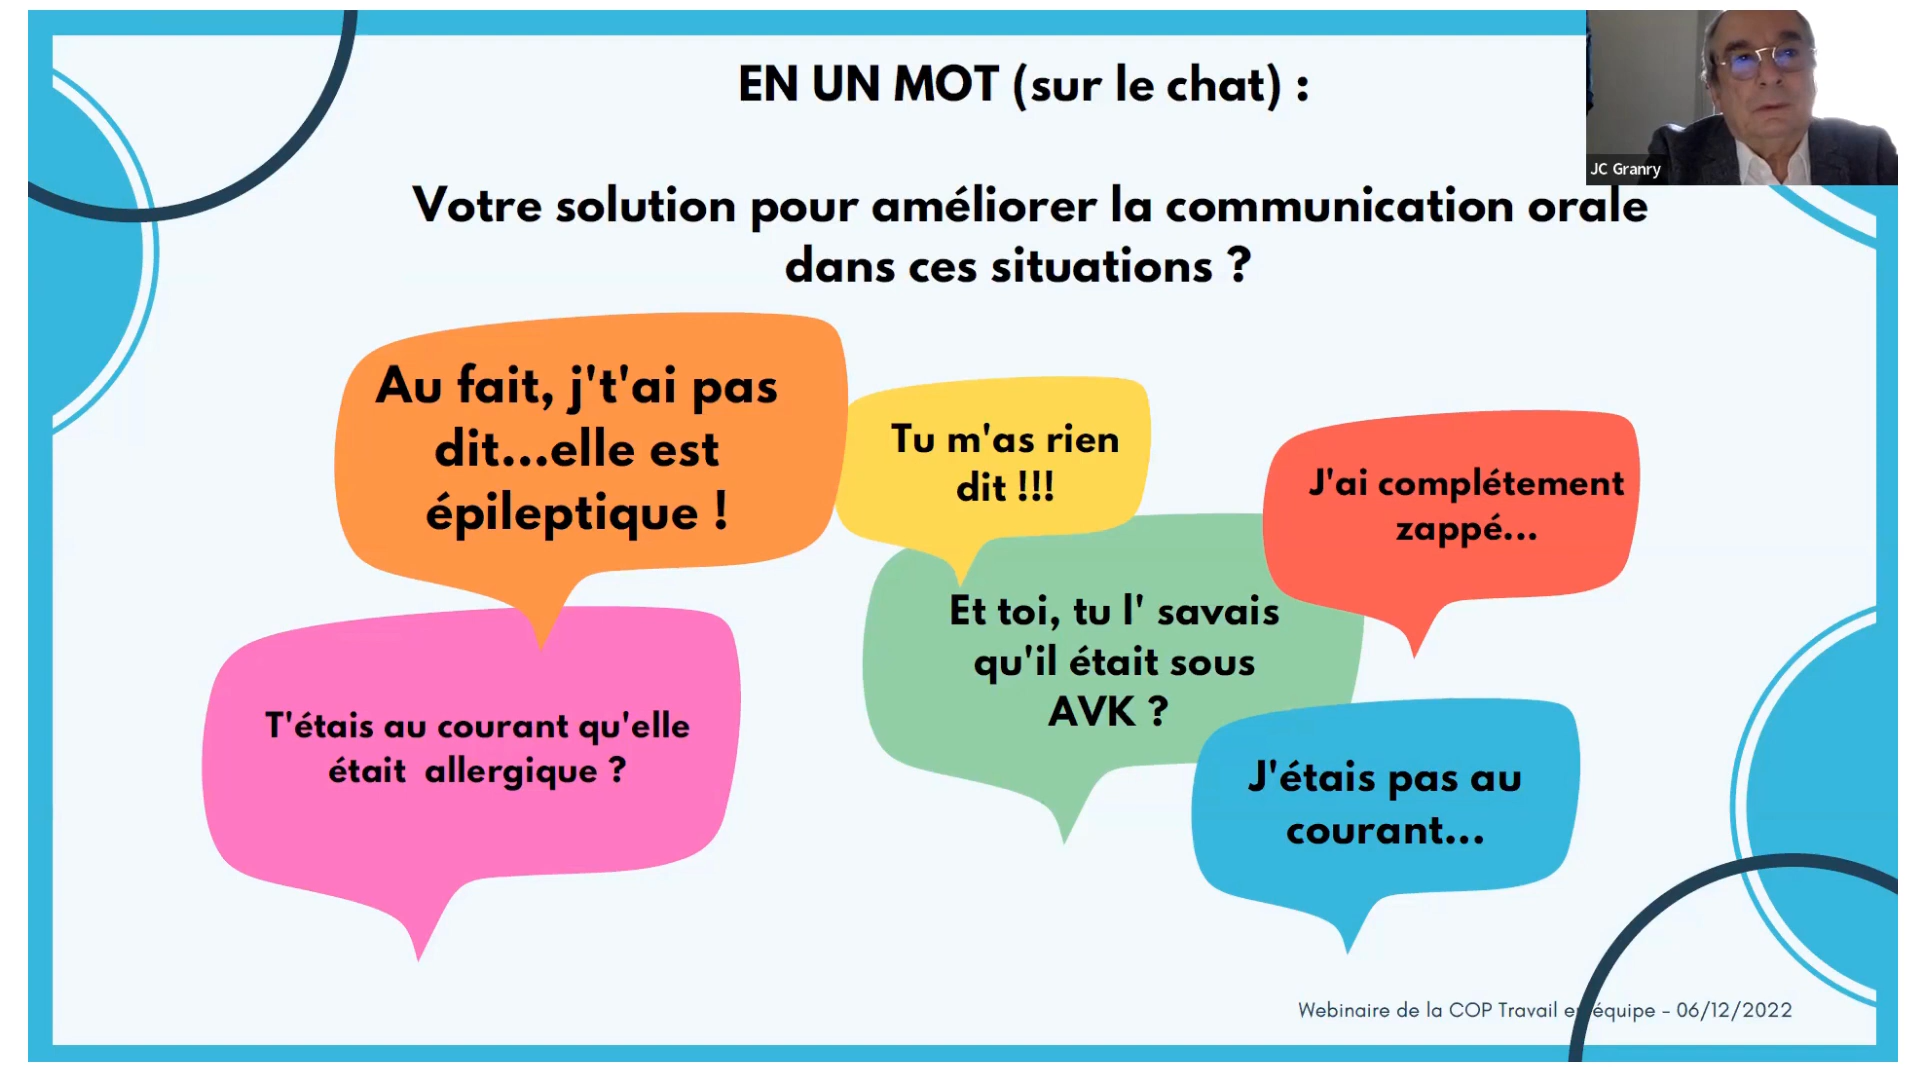 EN UN MOT (sur le chat) :
JC Granry
Votre solution pour améliorer la communication orale
dans ces situations ?
Au fait, j't'ai pas
dit...elle est
épileptique !
Tu m'as rien
dit !!!
J'ai complétement
zappé...
Et toi, tu l' savais
qu'il était sous
AVK ?
T'étais au courant qu'elle
était allergique ?
J'étais pas au
courant...
Webinaire de la COP Travail en équipe - 06/12/2022